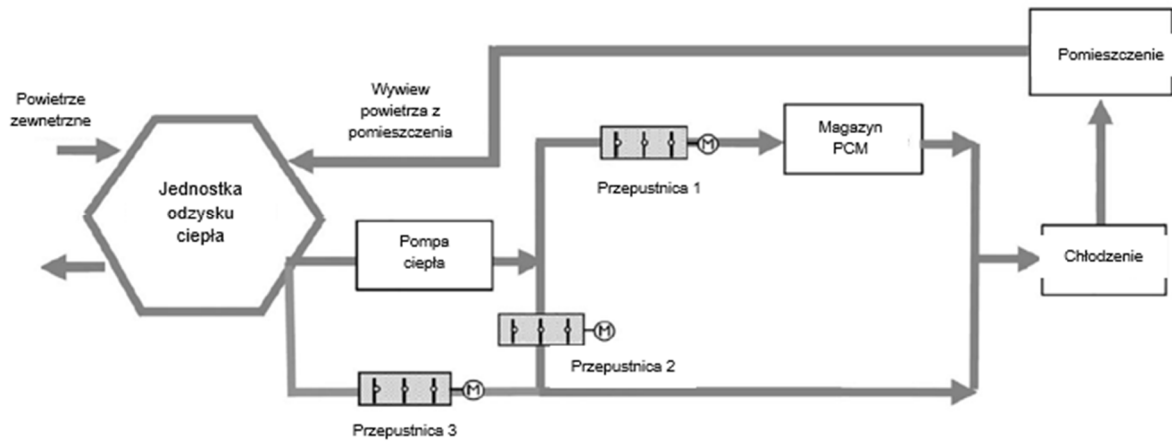 Pomieszczenie
Powietrze
zewnetrzne
Wywiew
powietrza z
pomieszczenia
M
Magazyn
PCM
Przepustnica 1
Jednostka
odzysku
ciepła
Pompa
ciepła
Chłodzenie
M
Przepustnica 2
M
Przepustnica 3